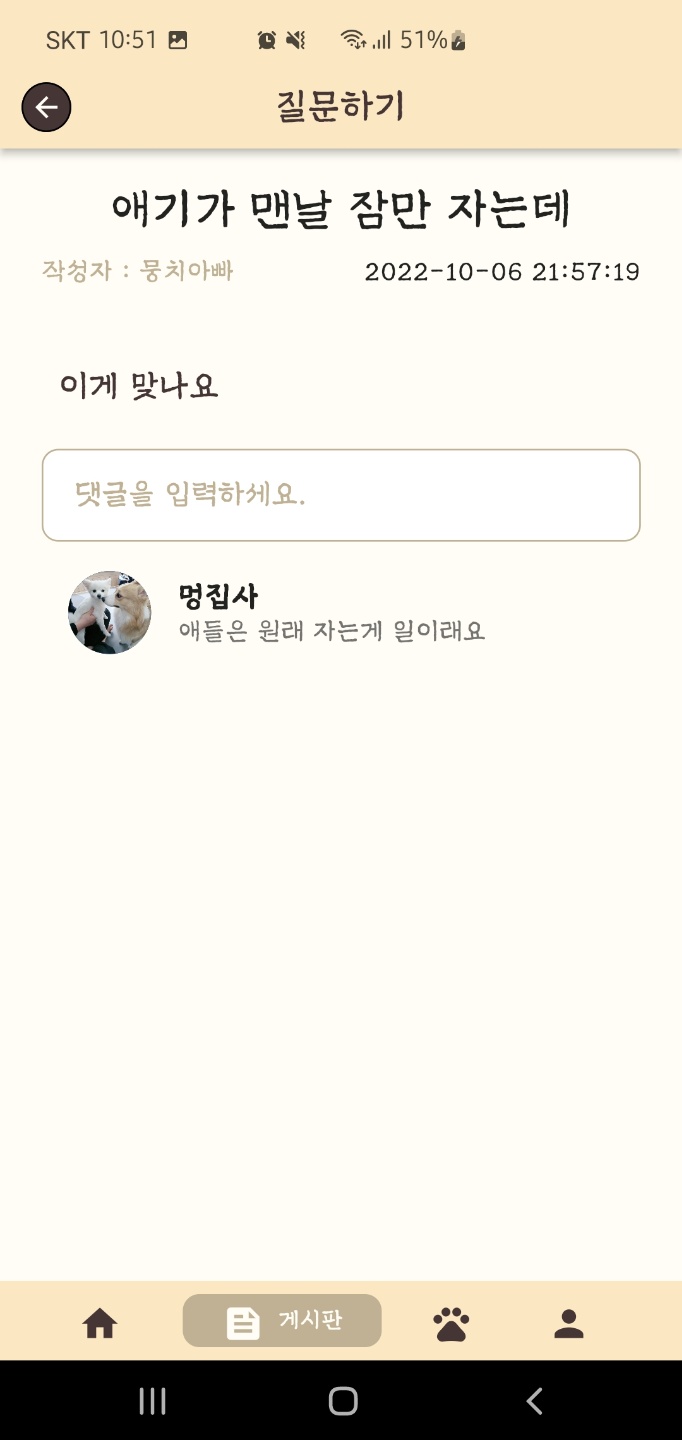 SKT 10:51 51%
질문하기
애기가 맨날 잠만 자는데
작성자 : 뭉치아빠 2022-10-06 21:57:19
이게 맞나요
댓글을 입력하세요.
멍집사
애들은 원래 자는게 일이래요
게시판